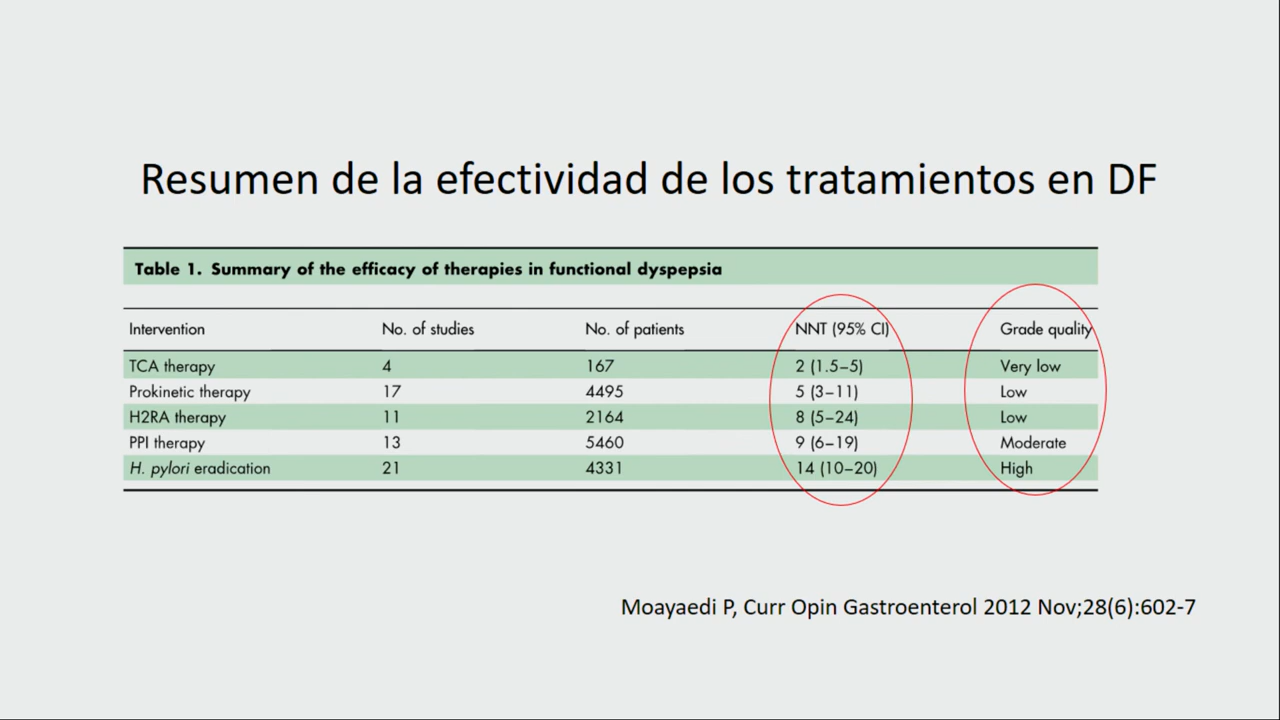 Resumen de la efectividad de los tratamientos en DF
Table 1. Summary of the efficacy of therapies in functional dyspepsia
Intervention No. of studies No. of patients NNT (95% CI) Grade quality
TCA therapy 4 167 2 (1.5–5) Very low
Prokinetic therapy 17 4495 5 (3–11) Low
H2RA therapy 11 2164 8 (5–24) Low
PPI therapy 13 5460 9 (6–19) Moderate
H. pylori eradication 21 4331 14 (10–20) High
Moayaedi P, Curr Opin Gastroenterol 2012 Nov;28(6):602-7